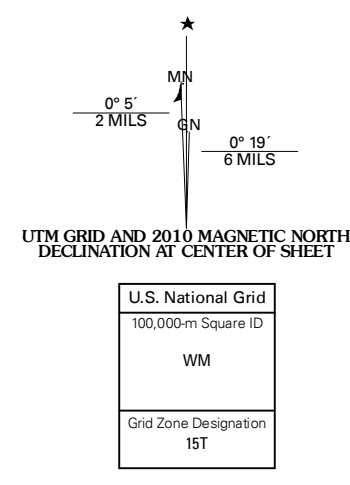 MN
0° 5´
2 MILS
GN
0° 19´
6 MILS
UTM GRID AND 2010 MAGNETIC NORTH
DECLINATION AT CENTER OF SHEET
U.S. National Grid
100,000-m Square ID
WM
Grid Zone Designation
15T